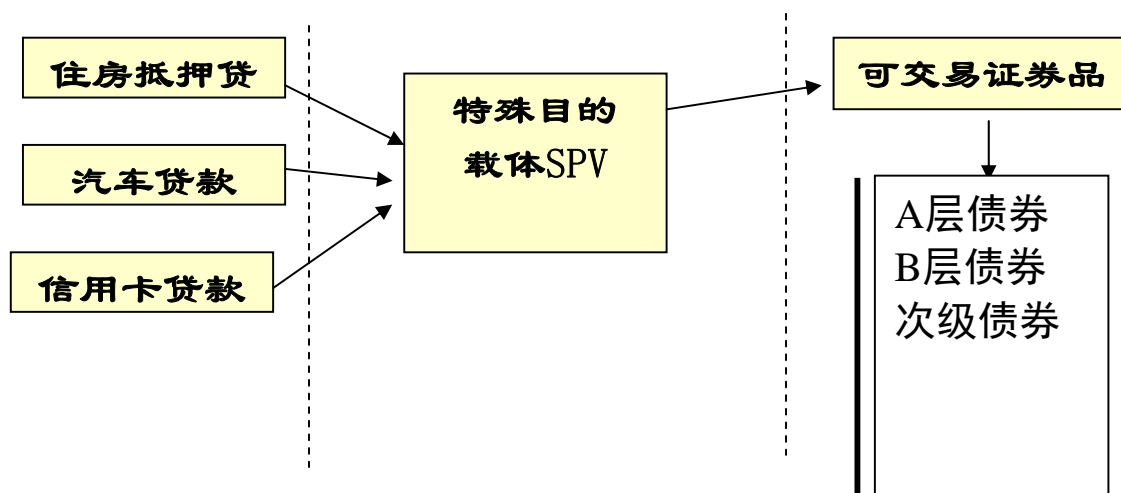 住房抵押贷
汽车贷款
信用卡贷款
特殊目的
载体SPV
可交易证券品
A层债券
B层债券
次级债券